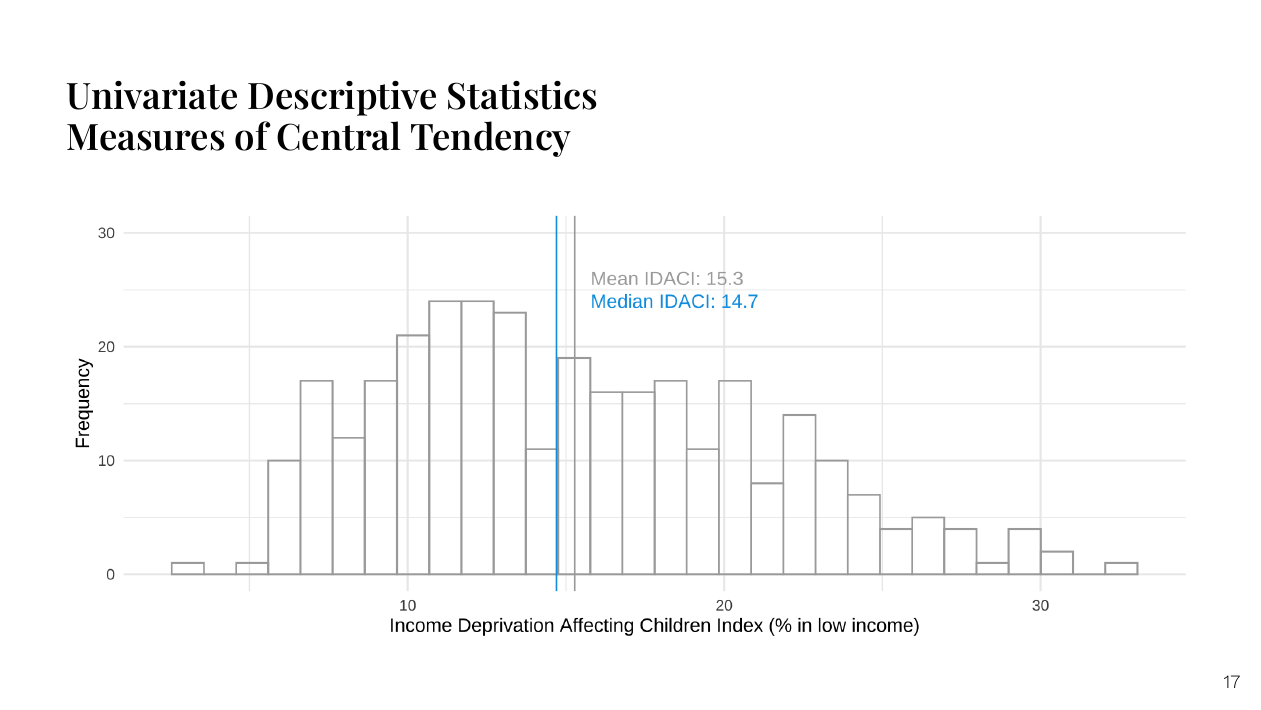 Univariate Descriptive Statistics
Measures of Central Tendency
30
20
10
0
Frequency
Mean IDACI: 15.3
Median IDACI: 14.7
10
20
30
Income Deprivation Affecting Children Index (% in low income)
17